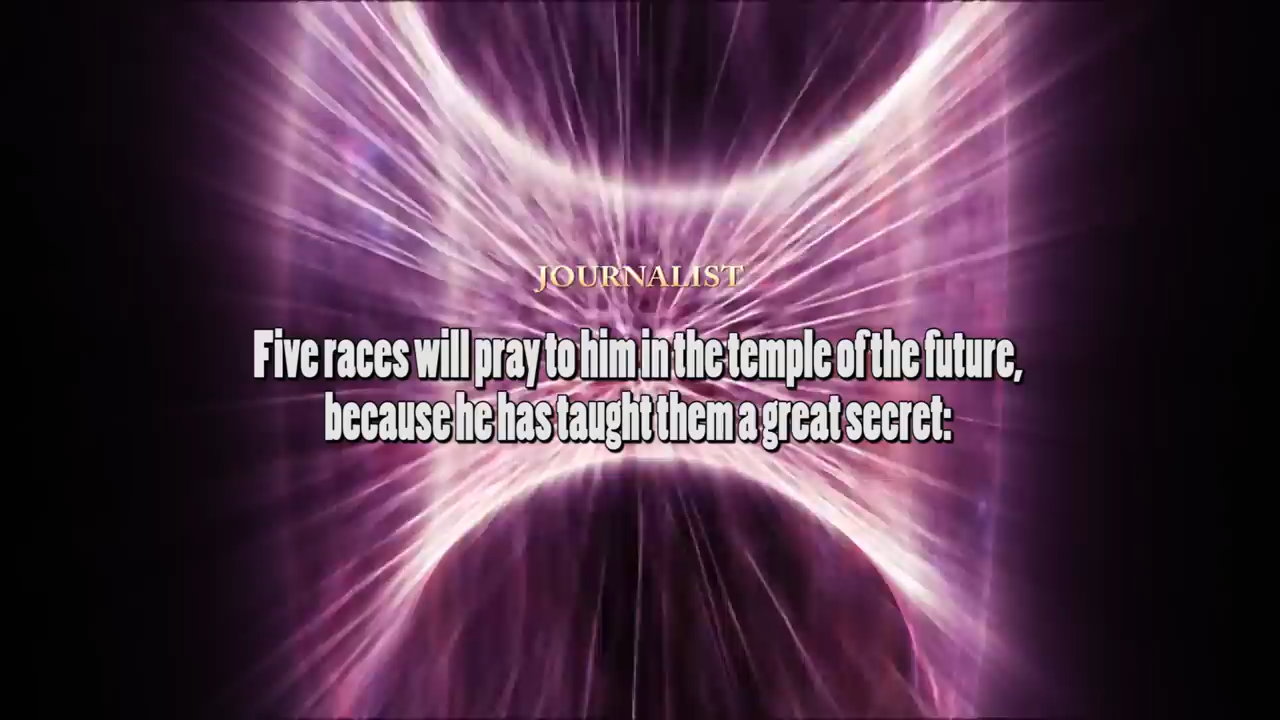 JOURNALIST
Five races will pray to him in the temple of the future,
because he has taught them a great secret: